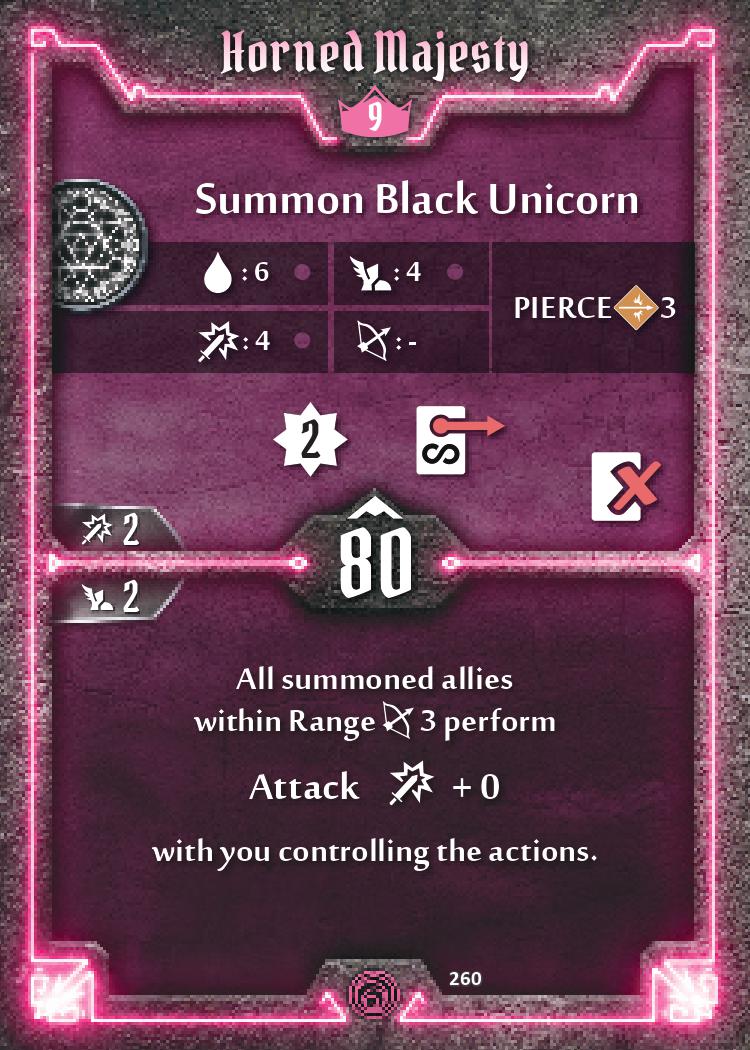 Horned Majesty
9
Summon Black Unicorn
: 6 : 4
PIERCE 3
: 4 : -
2
2
80
2
All summoned allies
within Range 3 perform
Attack + 0
with you controlling the actions.
260